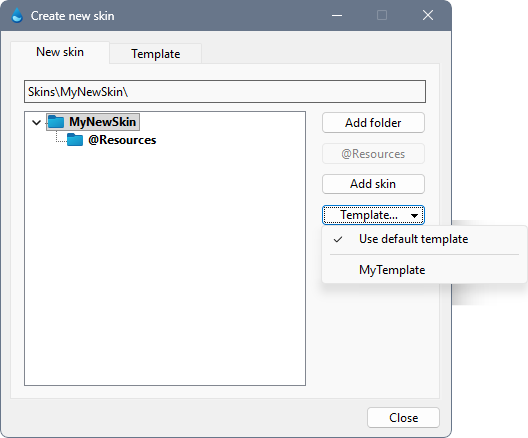 Create new skin
New skin
Template
Skins\MyNewSkin\
MyNewSkin
@Resources
Add folder
@Resources
Add skin
Template...
Use default template
MyTemplate
Close